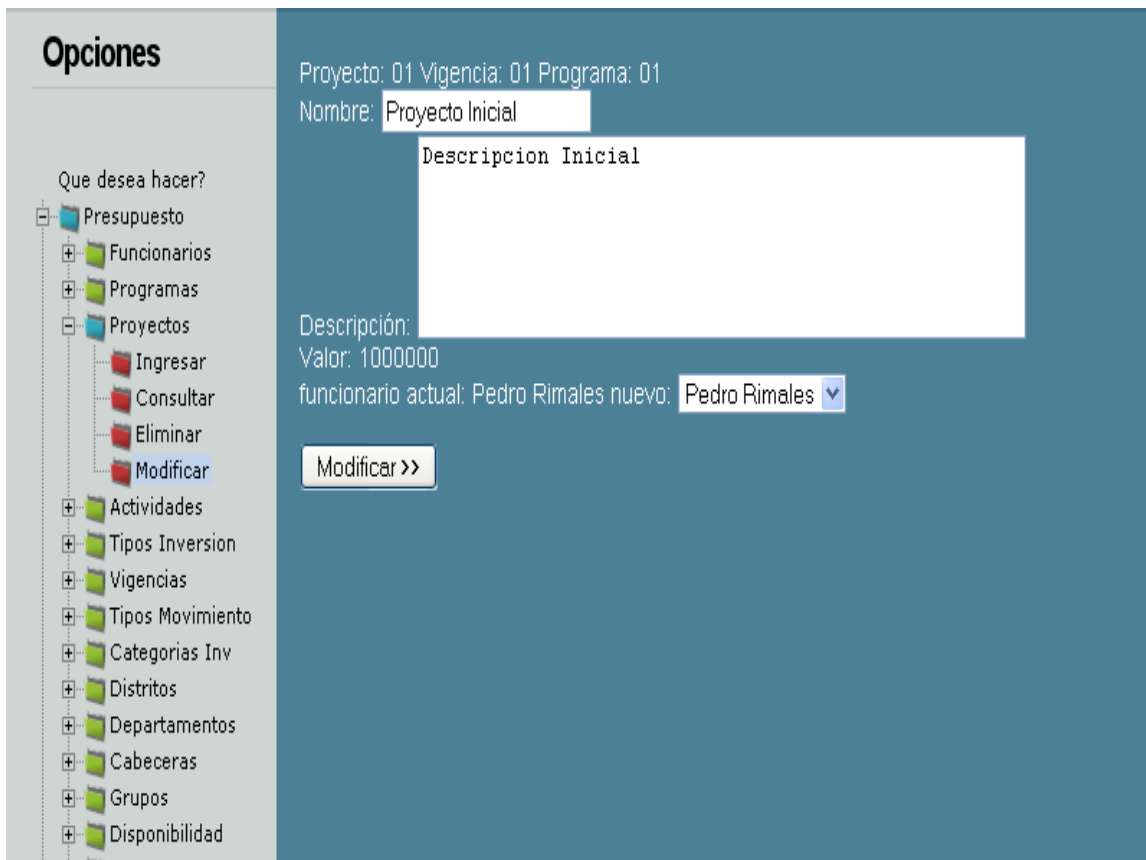 Opciones
Que desea hacer?
Presupuesto
Funcionarios
Programas
Proyectos
Ingresar
Consultar
Eliminar
Modificar
Actividades
Tipos Inversion
Vigencias
Tipos Movimiento
Categorias Inv
Distritos
Departamentos
Cabeceras
Grupos
Disponibilidad
Proyecto: 01 Vigencia: 01 Programa: 01
Nombre: Proyecto Inicial
Descripcion Inicial
Descripción:
Valor: 1000000
funcionario actual: Pedro Rimales nuevo: Pedro Rimales
Modificar >>